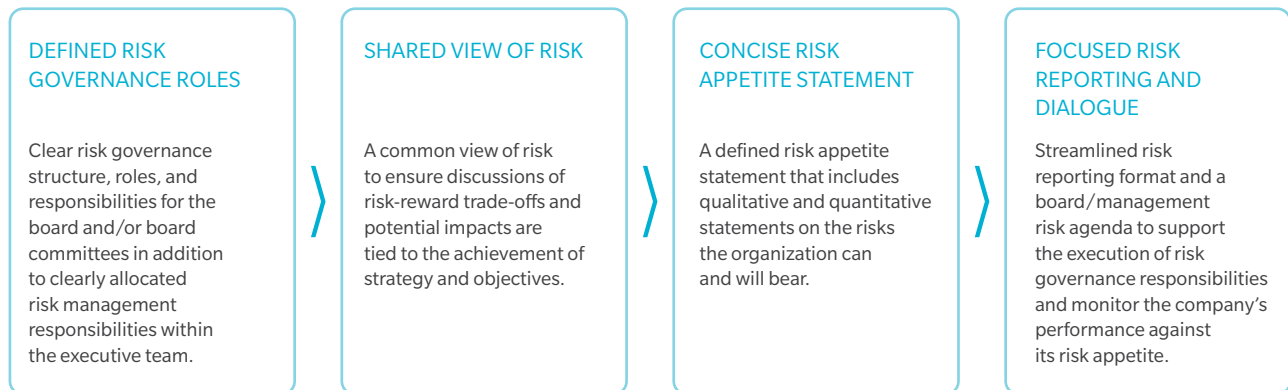 DEFINED RISK
GOVERNANCE ROLES
Clear risk governance
structure, roles, and
responsibilities for the
board and/or board
committees in addition
to clearly allocated
risk management
responsibilities within
the executive team.
SHARED VIEW OF RISK
A common view of risk
to ensure discussions of
risk-reward trade-offs and
potential impacts are
tied to the achievement of
strategy and objectives.
CONCISE RISK
APPETITE STATEMENT
A defined risk appetite
statement that includes
qualitative and quantitative
statements on the risks
the organization can
and will bear.
FOCUSED RISK
REPORTING AND
DIALOGUE
Streamlined risk
reporting format and a
board/management
risk agenda to support
the execution of risk
governance responsibilities
and monitor the company’s
performance against
its risk appetite.